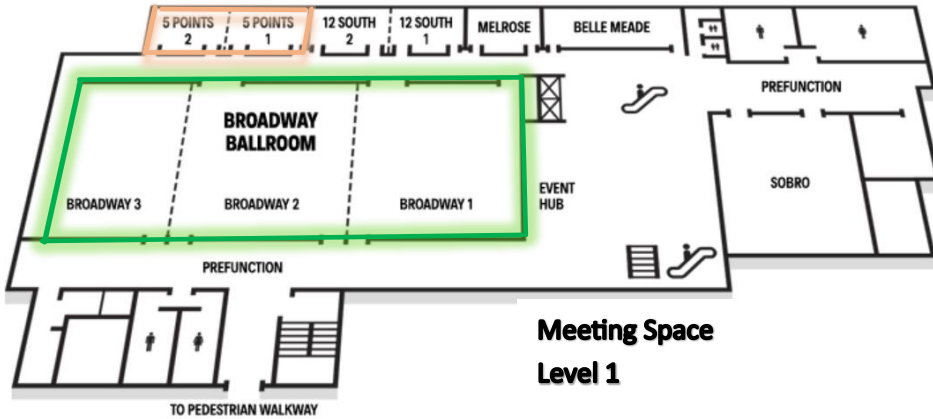 5 POINTS
2
5 POINTS
1
12 SOUTH
2
12 SOUTH
1
MELROSE
BELLE MEADE
PREFUNCTION
BROADWAY
BALLROOM
SOBRO
EVENT
HUB
BROADWAY 3
BROADWAY 2
BROADWAY 1
PREFUNCTION
Meeting Space
Level 1
TO PEDESTRIAN WALKWAY